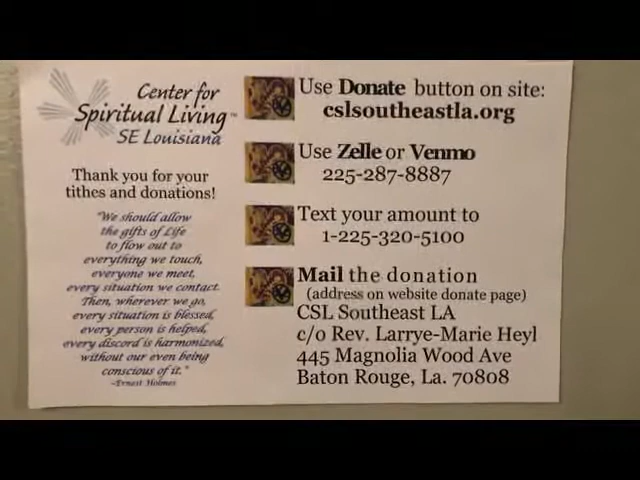 Center for
Spiritual Living™
SE Louisiana
Thank you for your
tithes and donations!
"We should allow
the gifts of Life
to flow out to
everything we touch,
everyone we meet,
every situation we contact.
Then, wherever we go,
every situation is blessed,
every person is helped,
every discord is harmonized,
without our even being
conscious of it."
~Ernest Holmes
Use Donate button on site:
cslsoutheastla.org
Use Zelle or Venmo
225-287-8887
Text your amount to
1-225-320-5100
Mail the donation
(address on website donate page)
CSL Southeast LA
c/o Rev. Larrye-Marie Heyl
445 Magnolia Wood Ave
Baton Rouge, La. 70808